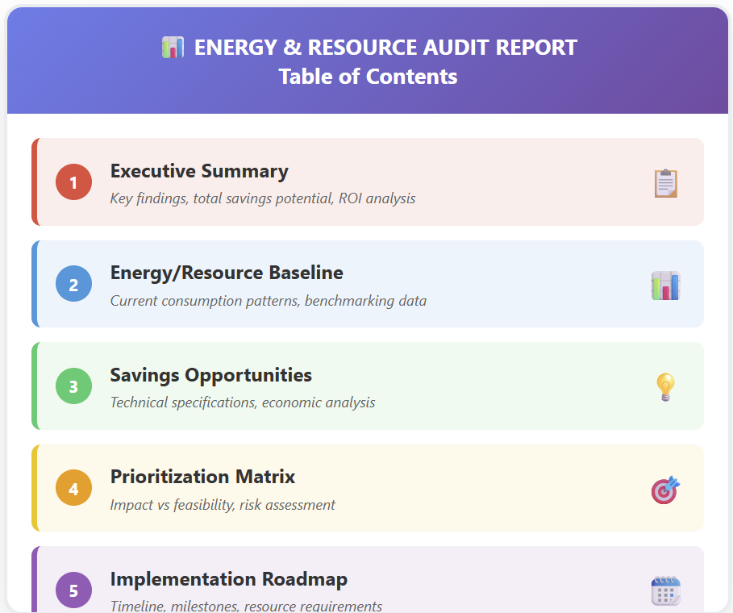 ENERGY & RESOURCE AUDIT REPORT
Table of Contents
1
Executive Summary
Key findings, total savings potential, ROI analysis
2
Energy/Resource Baseline
Current consumption patterns, benchmarking data
3
Savings Opportunities
Technical specifications, economic analysis
4
Prioritization Matrix
Impact vs feasibility, risk assessment
5
Implementation Roadmap
Timeline, milestones, resource requirements